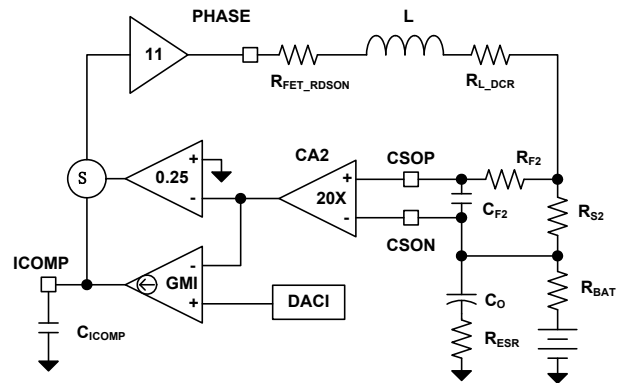 PHASE
L
11
RFET_RDSON
RL_DCR
CA2
CSOP
RF2
S
0.25
+
-
20X
+
-
CF2
RS2
CSON
ICOMP
GMI
-
+
DACI
CO
RBAT
CICOMP
RESR